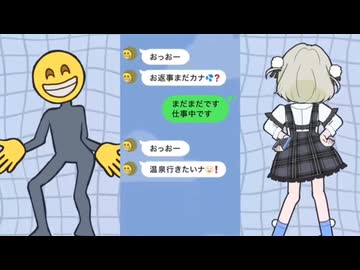 おっおー
お返事まだカナ💦❓
まだまだです
仕事中です
おっおー
温泉行きたいナ♨❗